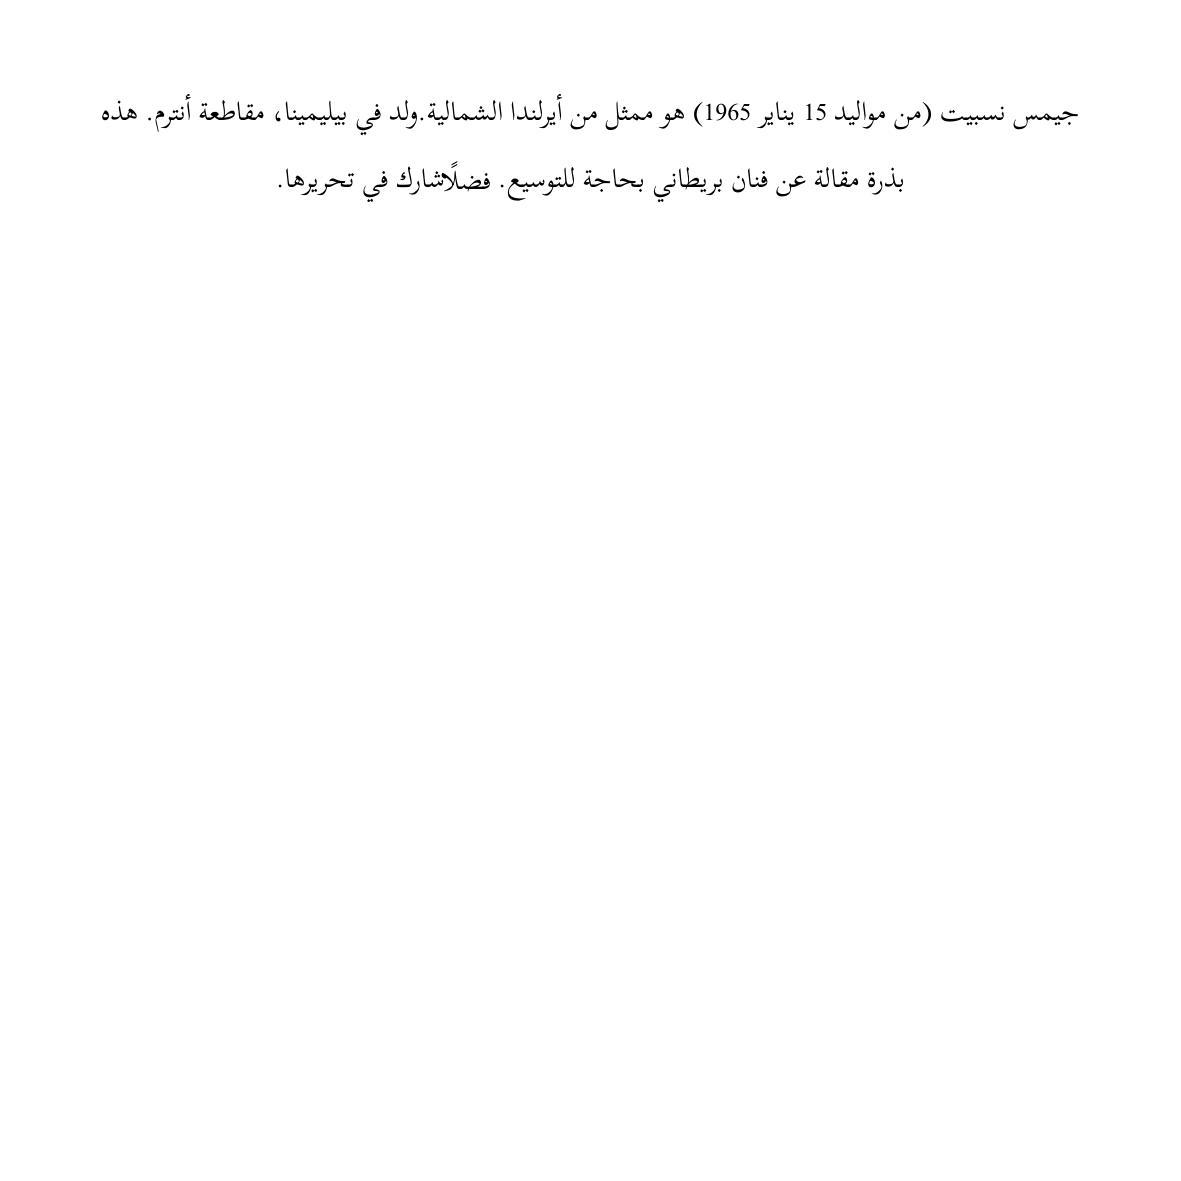 جيمس نسبيت (من مواليد 15 يناير 1965) هو ممثل من أيرلندا الشمالية.ولد في بيليمينا، مقاطعة أنترم. هذه
بذرة مقالة عن فنان بريطاني بحاجة للتوسيع. فضلًاشارك في تحريرها.